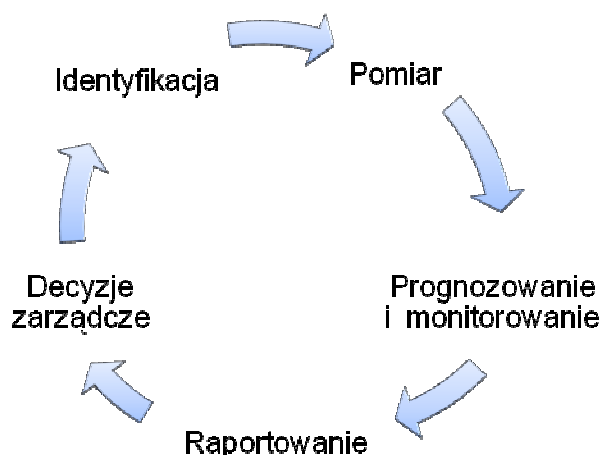 Identyfikacja
Pomiar
Prognozowanie
i monitorowanie
Raportowanie
Decyzje
zarządcze